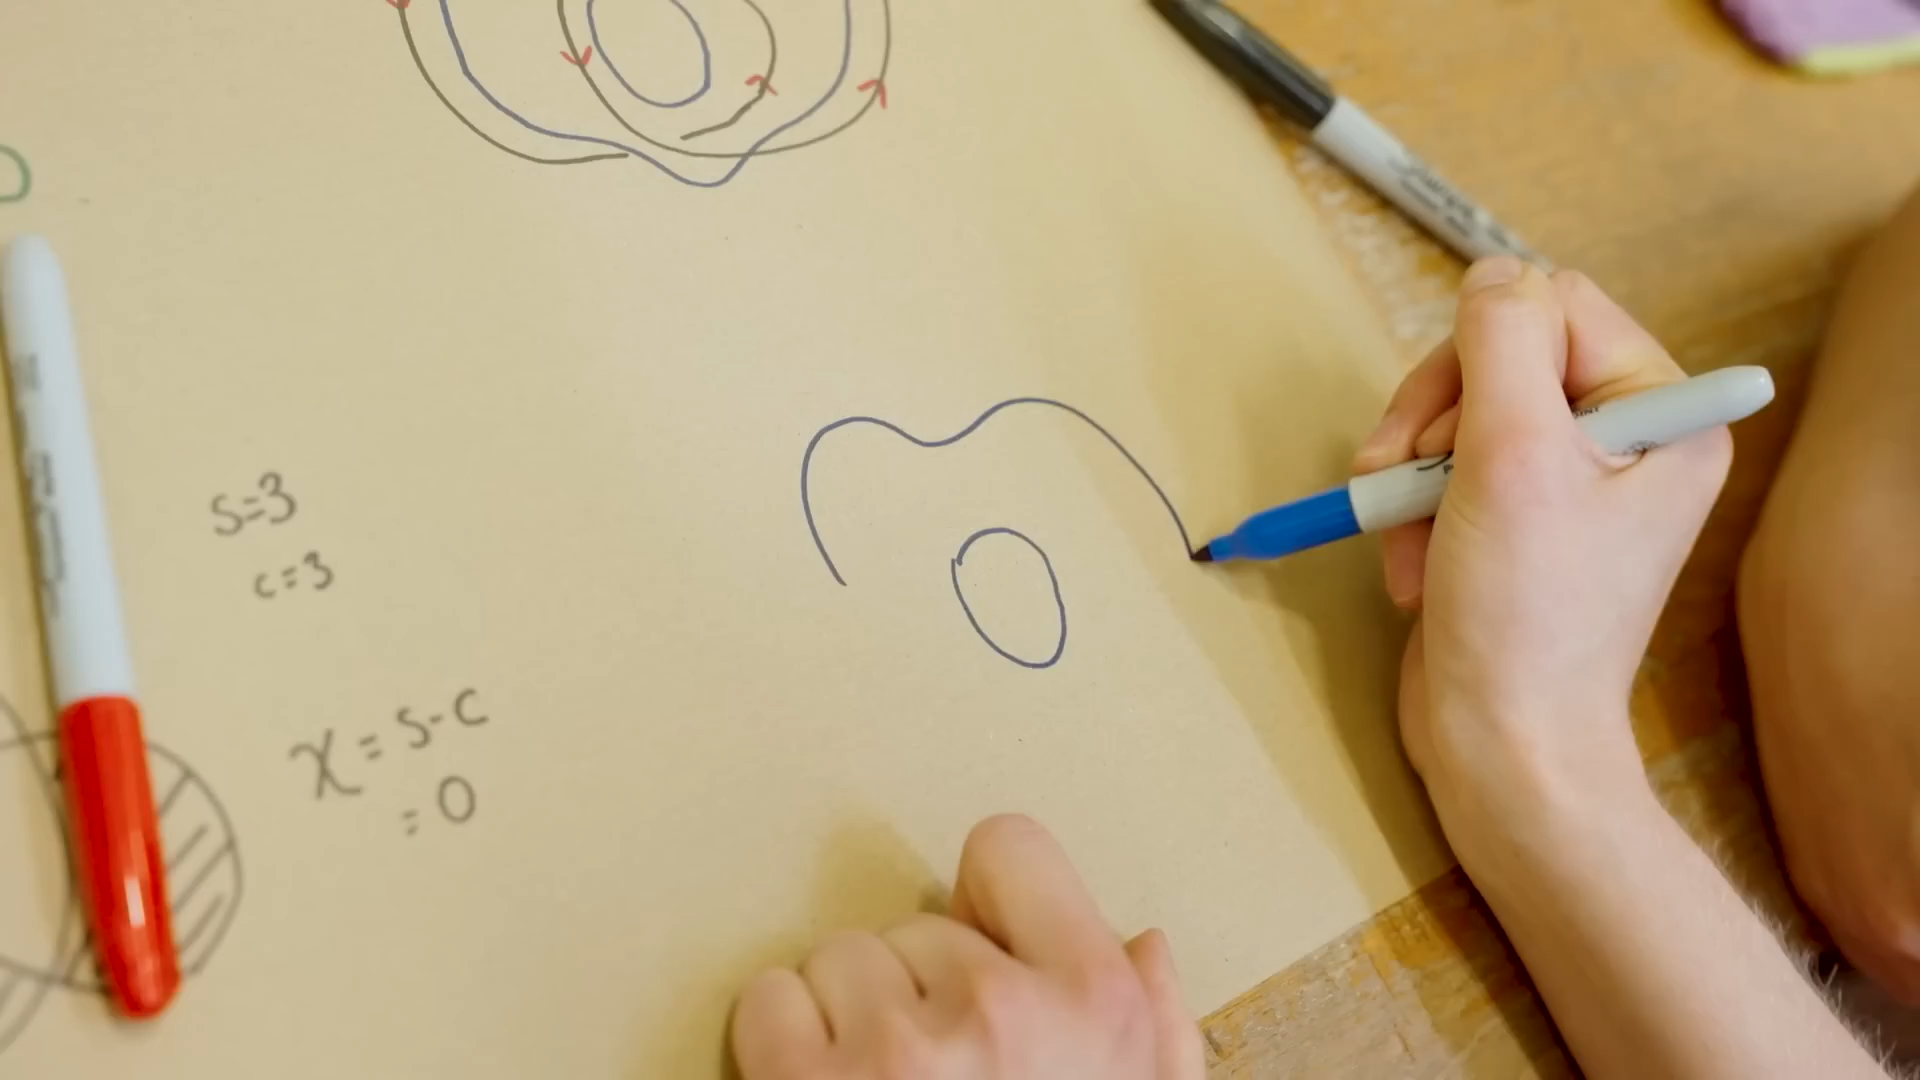 S=3
c=3
χ = S-C
= 0